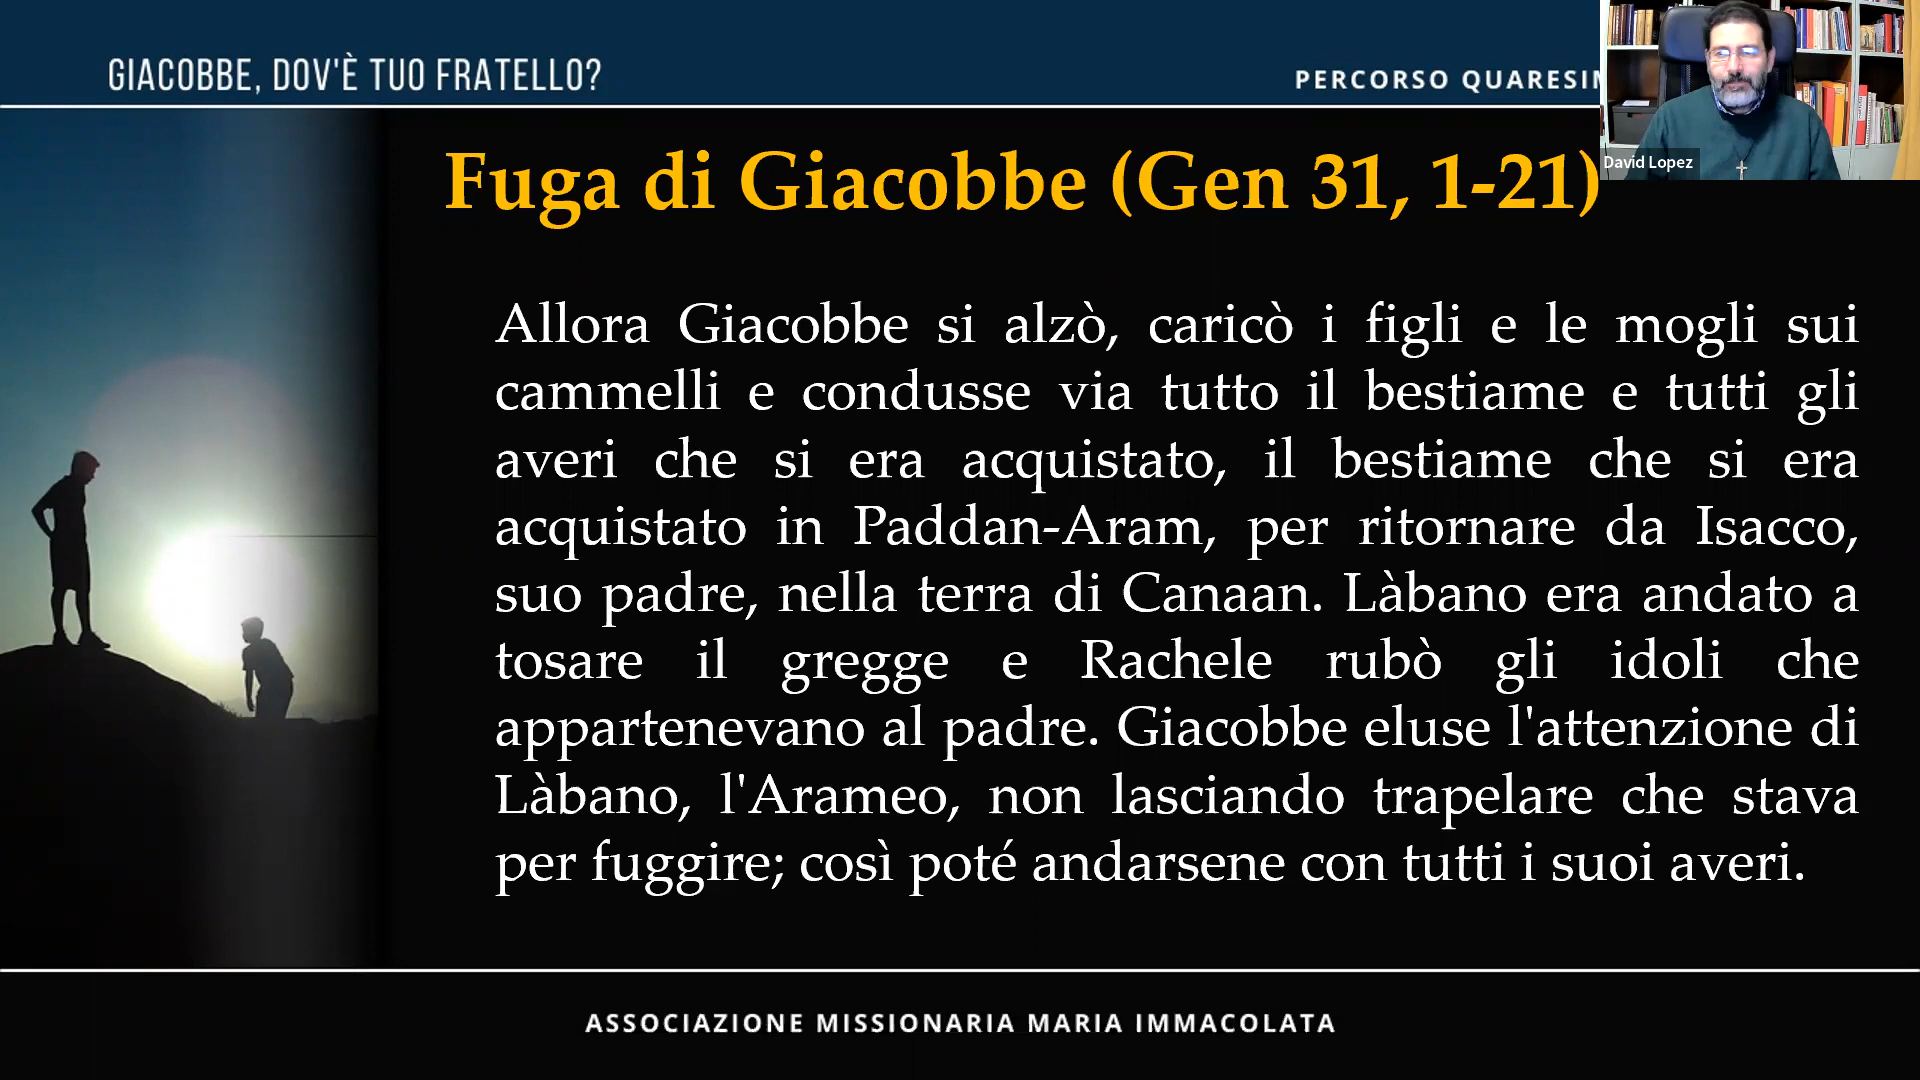 GIACOBBE, DOV'È TUO FRATELLO?
PERCORSO
David Lopez
Fuga di Giacobbe (Gen 31, 1-21)
Allora Giacobbe si alzò, caricò i figli e le mogli sui
cammelli e condusse via tutto il bestiame e tutti gli
averi che si era acquistato, il bestiame che si era
acquistato in Paddan-Aram, per ritornare da Isacco,
suo padre, nella terra di Canaan. Làbano era andato a
tosare il gregge e Rachele rubò gli idoli che
appartenevano al padre. Giacobbe eluse l'attenzione di
Làbano, l'Arameo, non lasciando trapelare che stava
per fuggire; così poté andarsene con tutti i suoi averi.
ASSOCIAZIONE MISSIONARIA MARIA IMMACOLATA